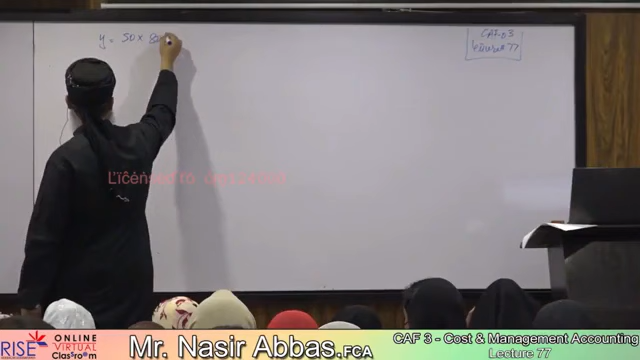 y = 50 x 8
CAF-03
Lecture # 77
Licensed to
RISE
ONLINE
VIRTUAL
Classroom
Mr. Nasir Abbas,FCA
CAF 3 - Cost & Management Accounting
Lecture 77